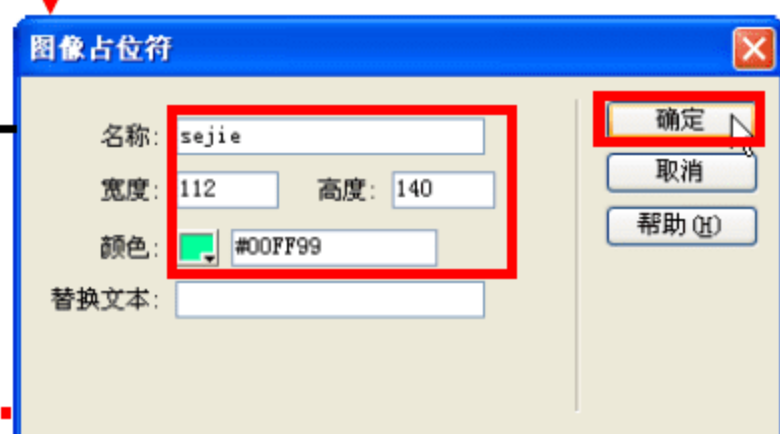 图像占位符
名称: sejie
宽度: 112 高度: 140
颜色: #00FF99
替换文本:
确定
取消
帮助(H)